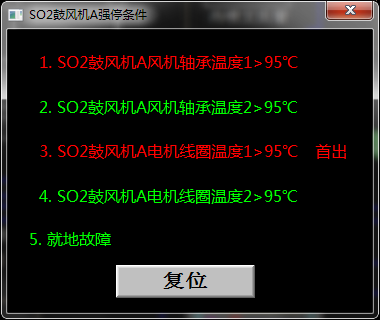 SO2鼓风机A强停条件
1. SO2鼓风机A风机轴承温度1>95℃
2. SO2鼓风机A风机轴承温度2>95℃
3. SO2鼓风机A电机线圈温度1>95℃ 首出
4. SO2鼓风机A电机线圈温度2>95℃
5. 就地故障
复位